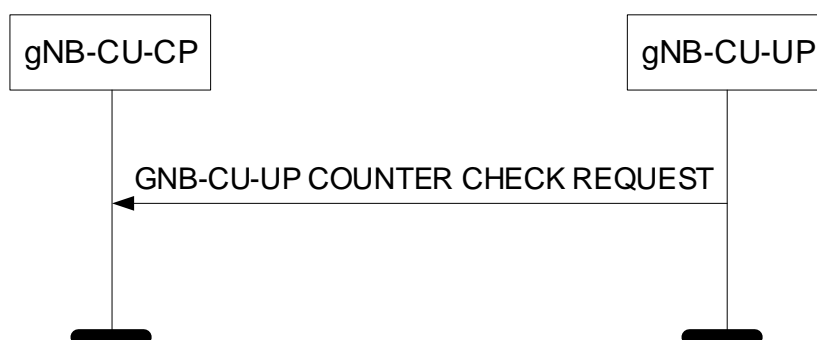 gNB-CU-CP
gNB-CU-UP
GNB-CU-UP COUNTER CHECK REQUEST